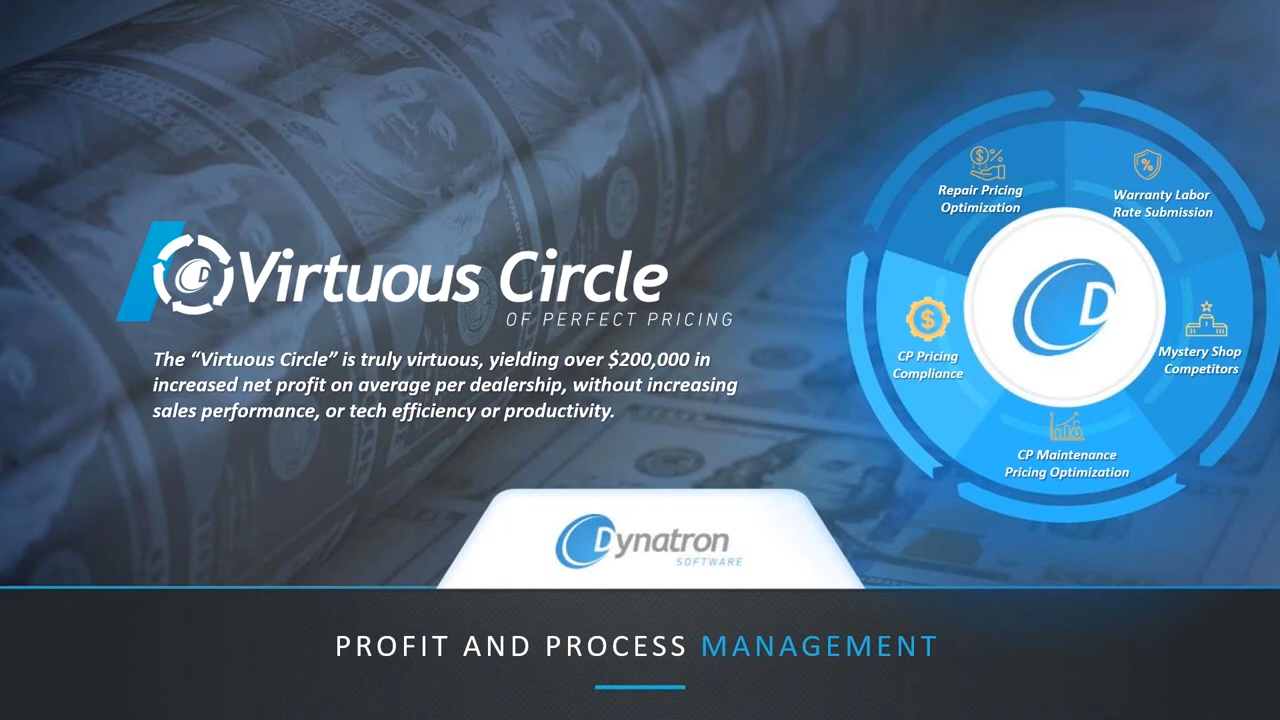 Virtuous Circle
OF PERFECT PRICING
The “Virtuous Circle” is truly virtuous, yielding over $200,000 in
increased net profit on average per dealership, without increasing
sales performance, or tech efficiency or productivity.
Repair Pricing
Optimization
Warranty Labor
Rate Submission
CP Pricing
Compliance
Mystery Shop
Competitors
CP Maintenance
Pricing Optimization
D
Dynatron
SOFTWARE
PROFIT AND PROCESS MANAGEMENT